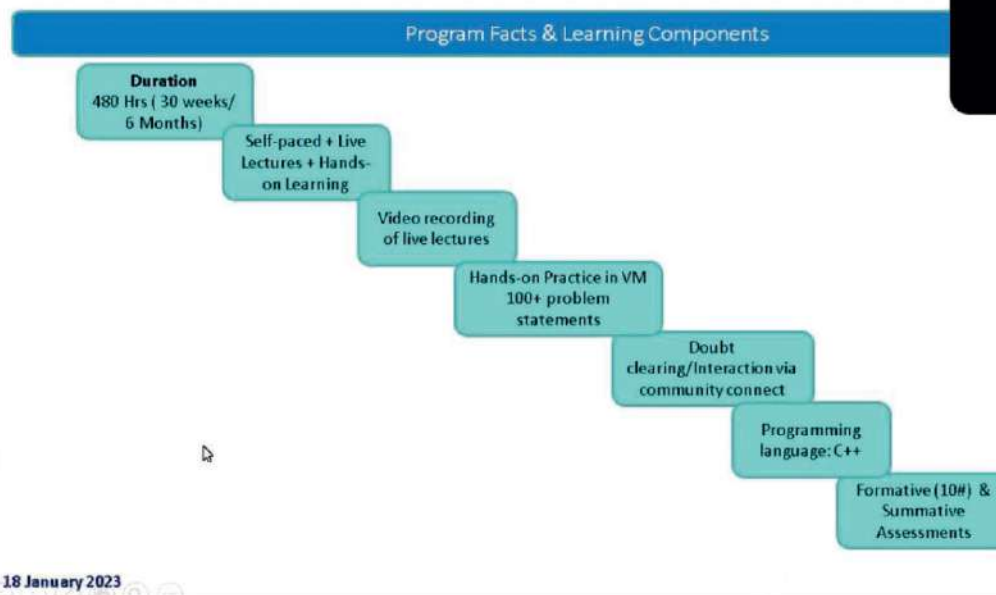 Program Facts & Learning Components
Duration
480 Hrs ( 30 weeks/
6 Months)
Self-paced + Live
Lectures + Hands-
on Learning
Video recording
of live lectures
Hands-on Practice in VM
100+ problem
statements
Doubt
clearing/Interaction via
community connect
Programming
language: C++
Formative (10#) &
Summative
Assessments
18 January 2023